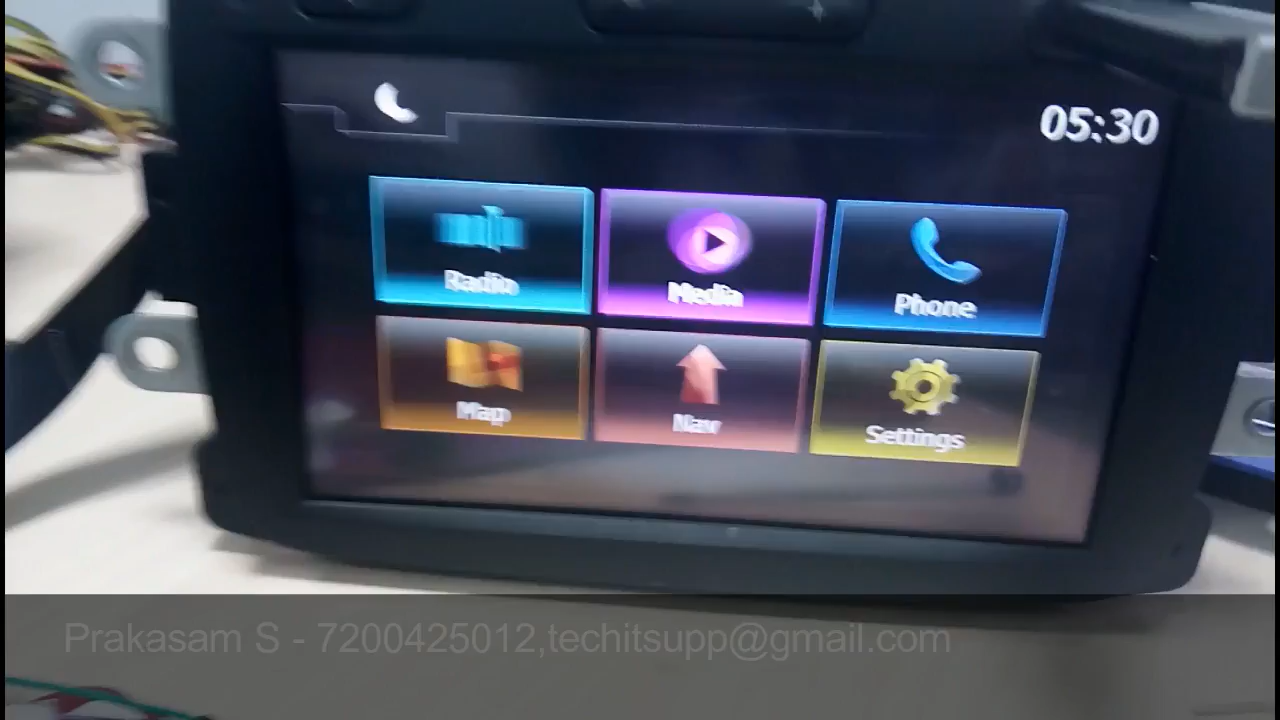 05:30
Radio
Media
Phone
Map
Nav
Settings
Prakasam S - 7200425012,techitsupp@gmail.com